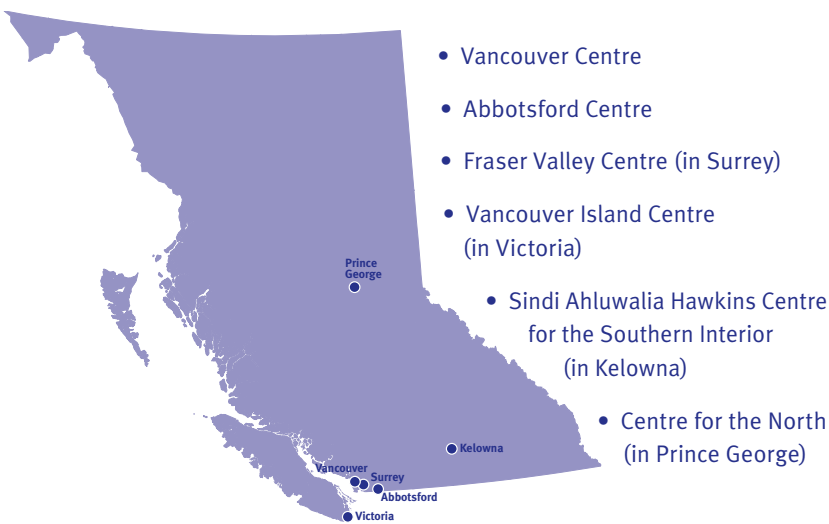 • Vancouver Centre
• Abbotsford Centre
• Fraser Valley Centre (in Surrey)
• Vancouver Island Centre
(in Victoria)
• Sindi Ahluwalia Hawkins Centre
for the Southern Interior
(in Kelowna)
• Centre for the North
(in Prince George)
Prince
George
Kelowna
Vancouver
Surrey
Abbotsford
Victoria